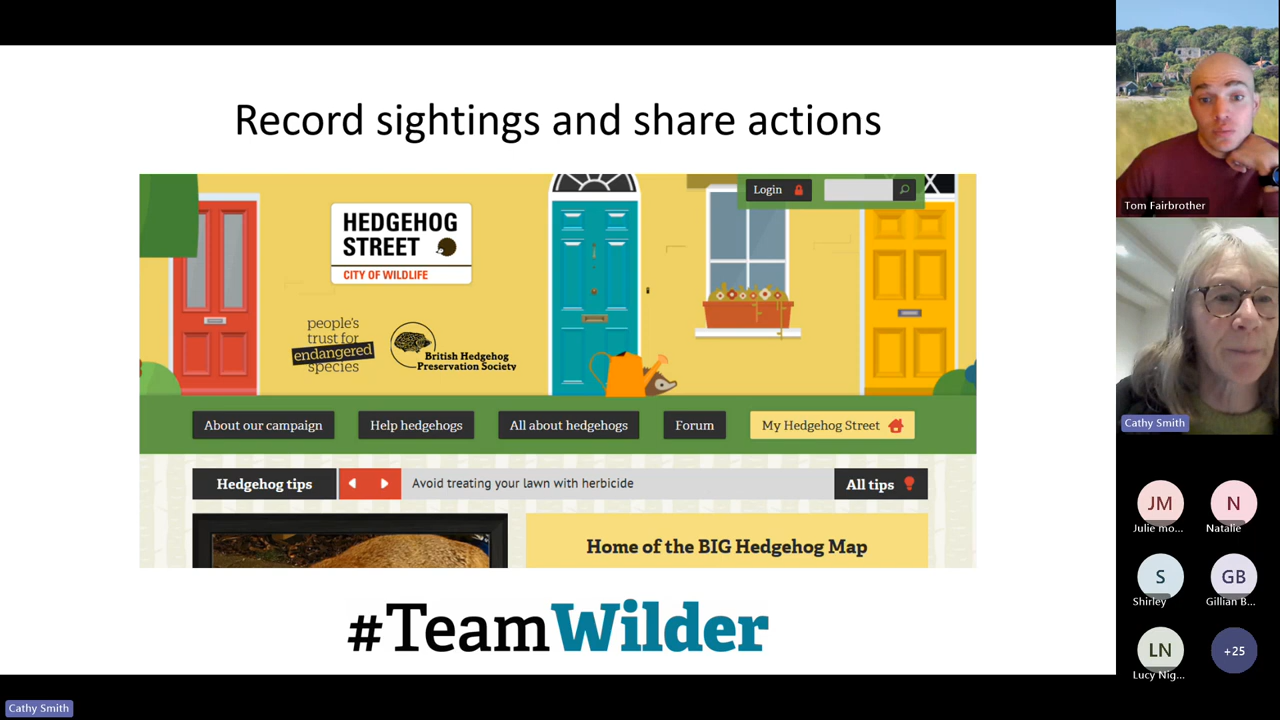 Record sightings and share actions
Login
HEDGEHOG
STREET
CITY OF WILDLIFE
people's
trust for
endangered
species
British Hedgehog
Preservation Society
About our campaign
Help hedgehogs
All about hedgehogs
Forum
My Hedgehog Street
Hedgehog tips
Avoid treating your lawn with herbicide
All tips
Home of the BIG Hedgehog Map
#TeamWilder
Cathy Smith
Tom Fairbrother
Cathy Smith
JM
Julie mo...
N
Natalie
S
Shirley
GB
Gillian B...
LN
Lucy Nig...
+25